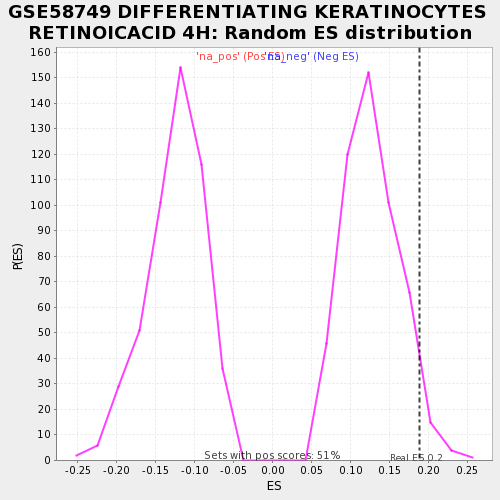 GSE58749 DIFFERENTIATING KERATINOCYTES
RETINOICACID 4H: Random ES distribution
'na_pos' (Pos ES) 'na_neg' (Neg ES)
160
150
140
130
120
110
100
90
80
70
60
50
40
30
20
10
0
P(ES)
Sets with pos scores: 51%
Real ES 0.2
-0.25 -0.20 -0.15 -0.10 -0.05 0.00 0.05 0.10 0.15 0.20 0.25
ES